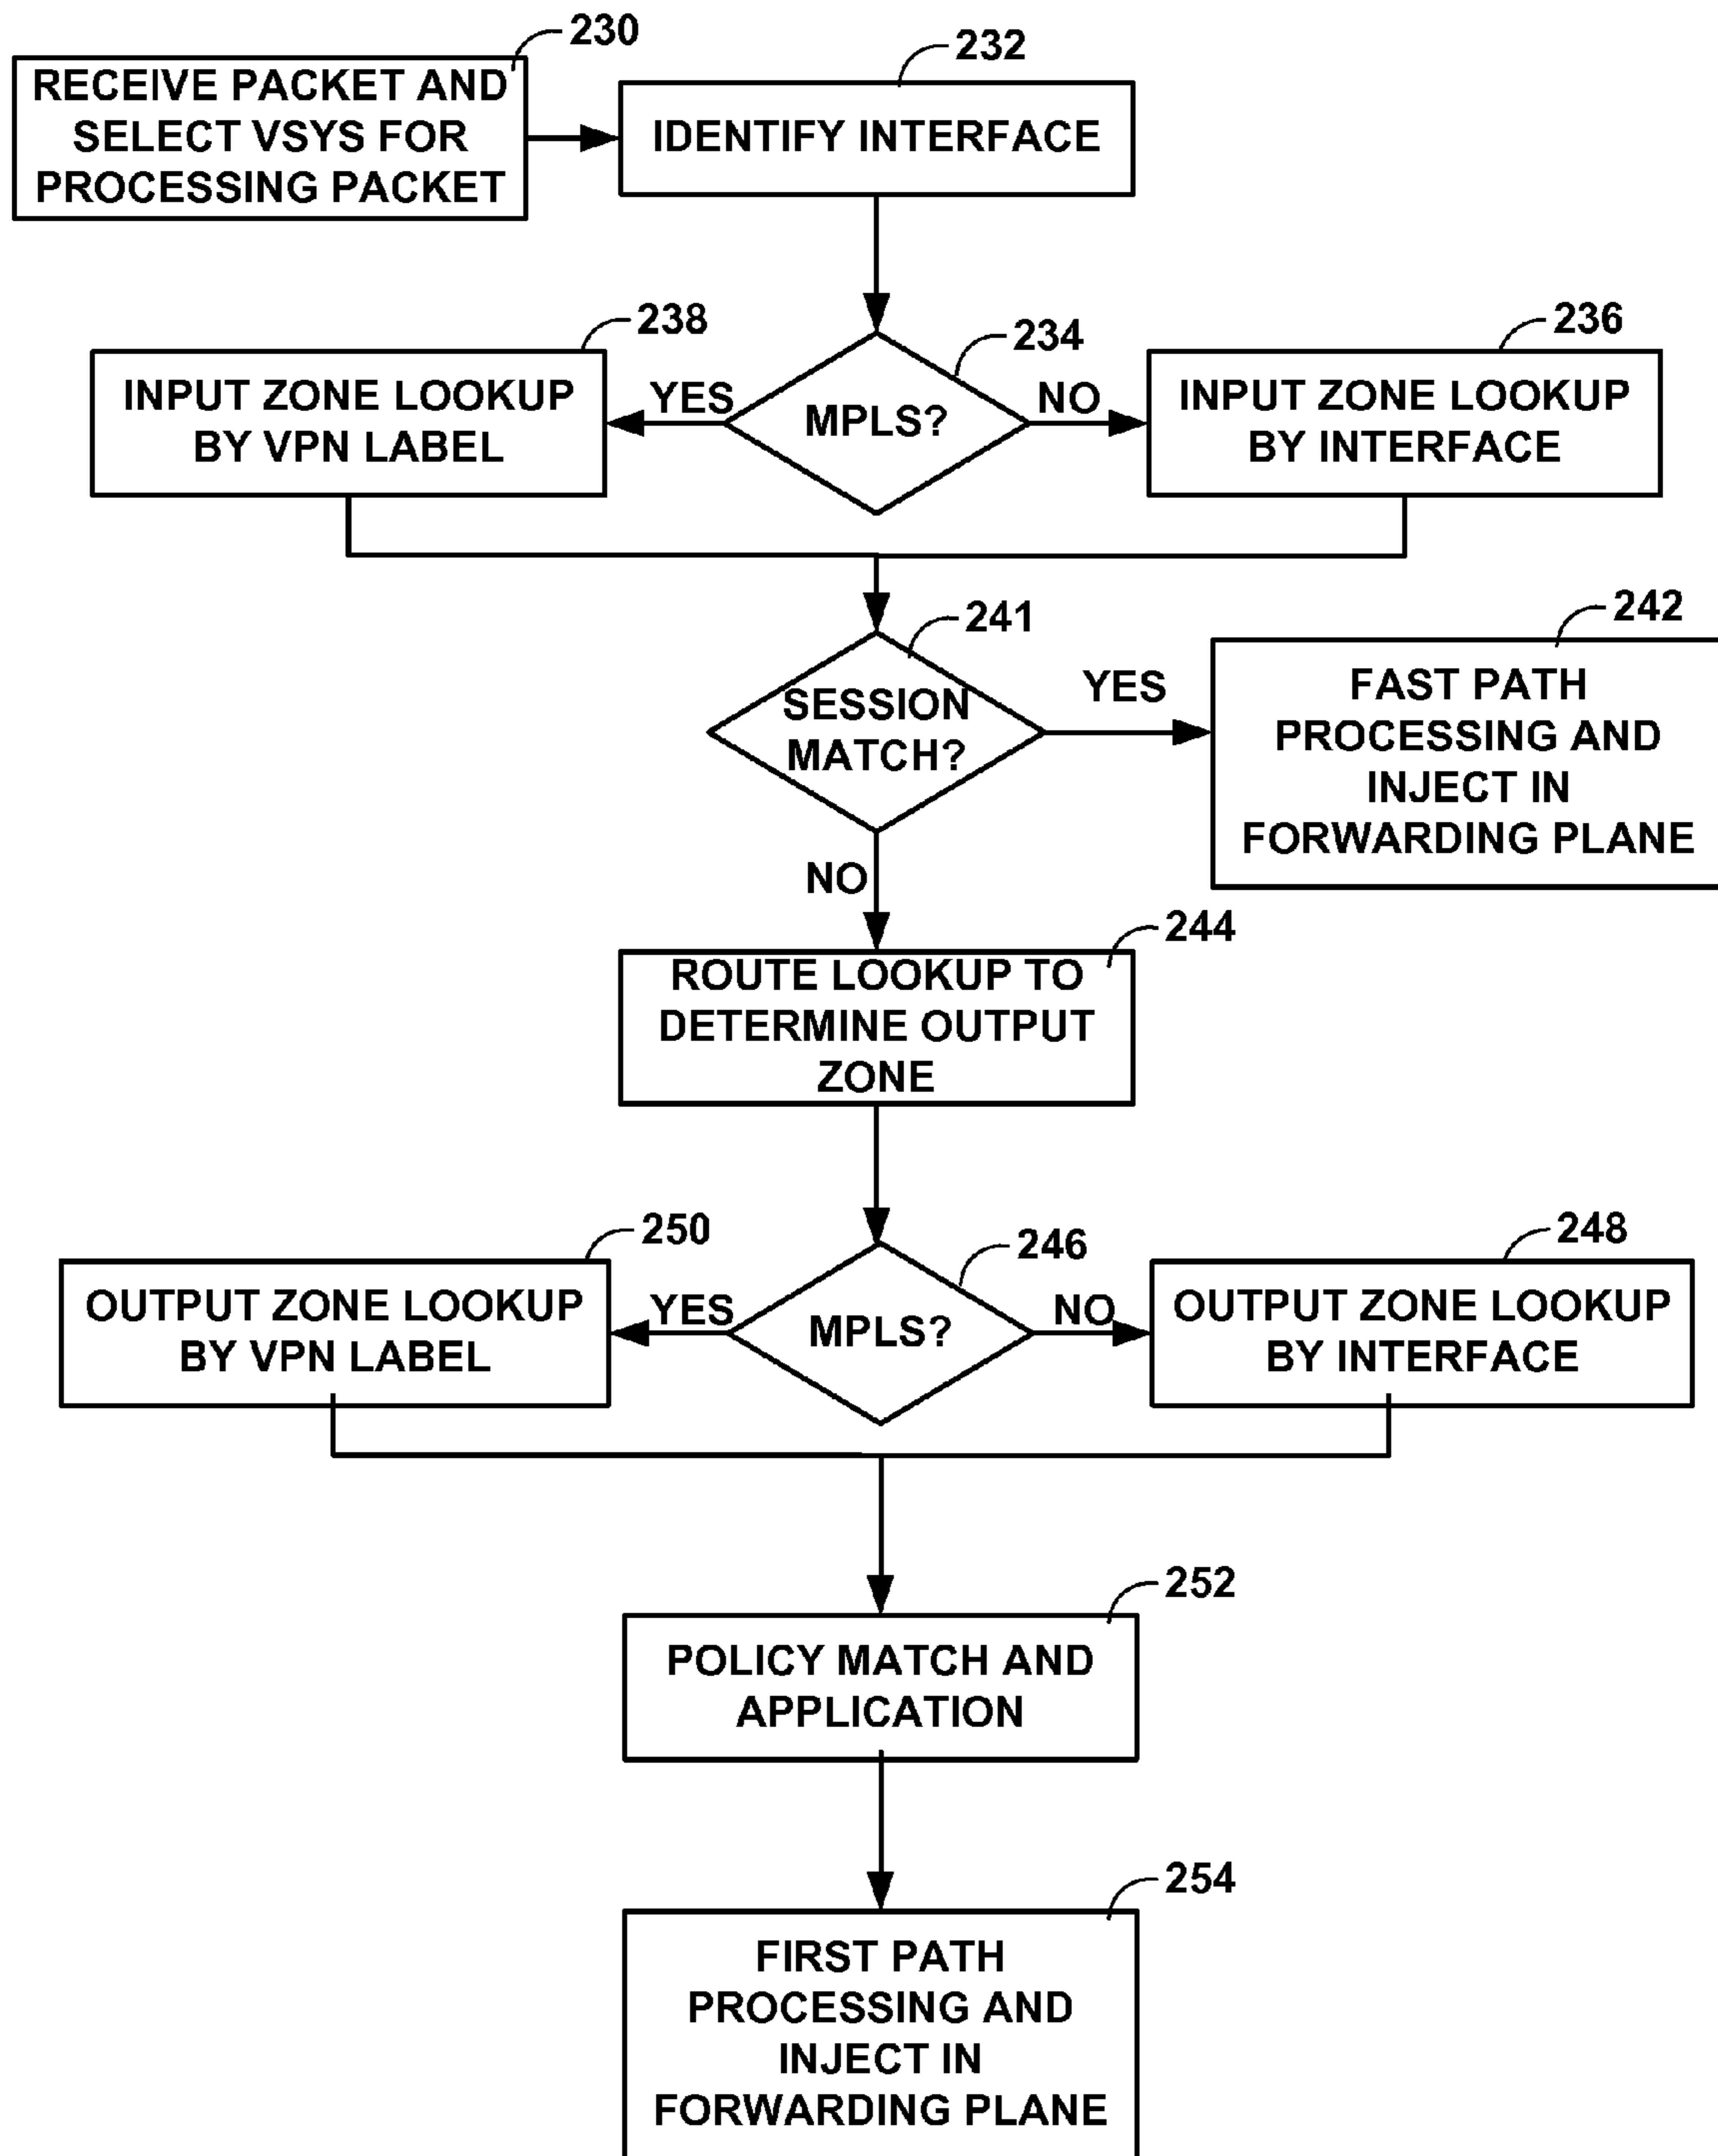 230
RECEIVE PACKET AND
SELECT VSYS FOR
PROCESSING PACKET
232
IDENTIFY INTERFACE
234
MPLS?
YES
NO
238
INPUT ZONE LOOKUP
BY VPN LABEL
236
INPUT ZONE LOOKUP
BY INTERFACE
241
SESSION
MATCH?
YES
242
FAST PATH
PROCESSING AND
INJECT IN
FORWARDING PLANE
NO
244
ROUTE LOOKUP TO
DETERMINE OUTPUT
ZONE
246
MPLS?
YES
NO
250
OUTPUT ZONE LOOKUP
BY VPN LABEL
248
OUTPUT ZONE LOOKUP
BY INTERFACE
252
POLICY MATCH AND
APPLICATION
254
FIRST PATH
PROCESSING AND
INJECT IN
FORWARDING PLANE